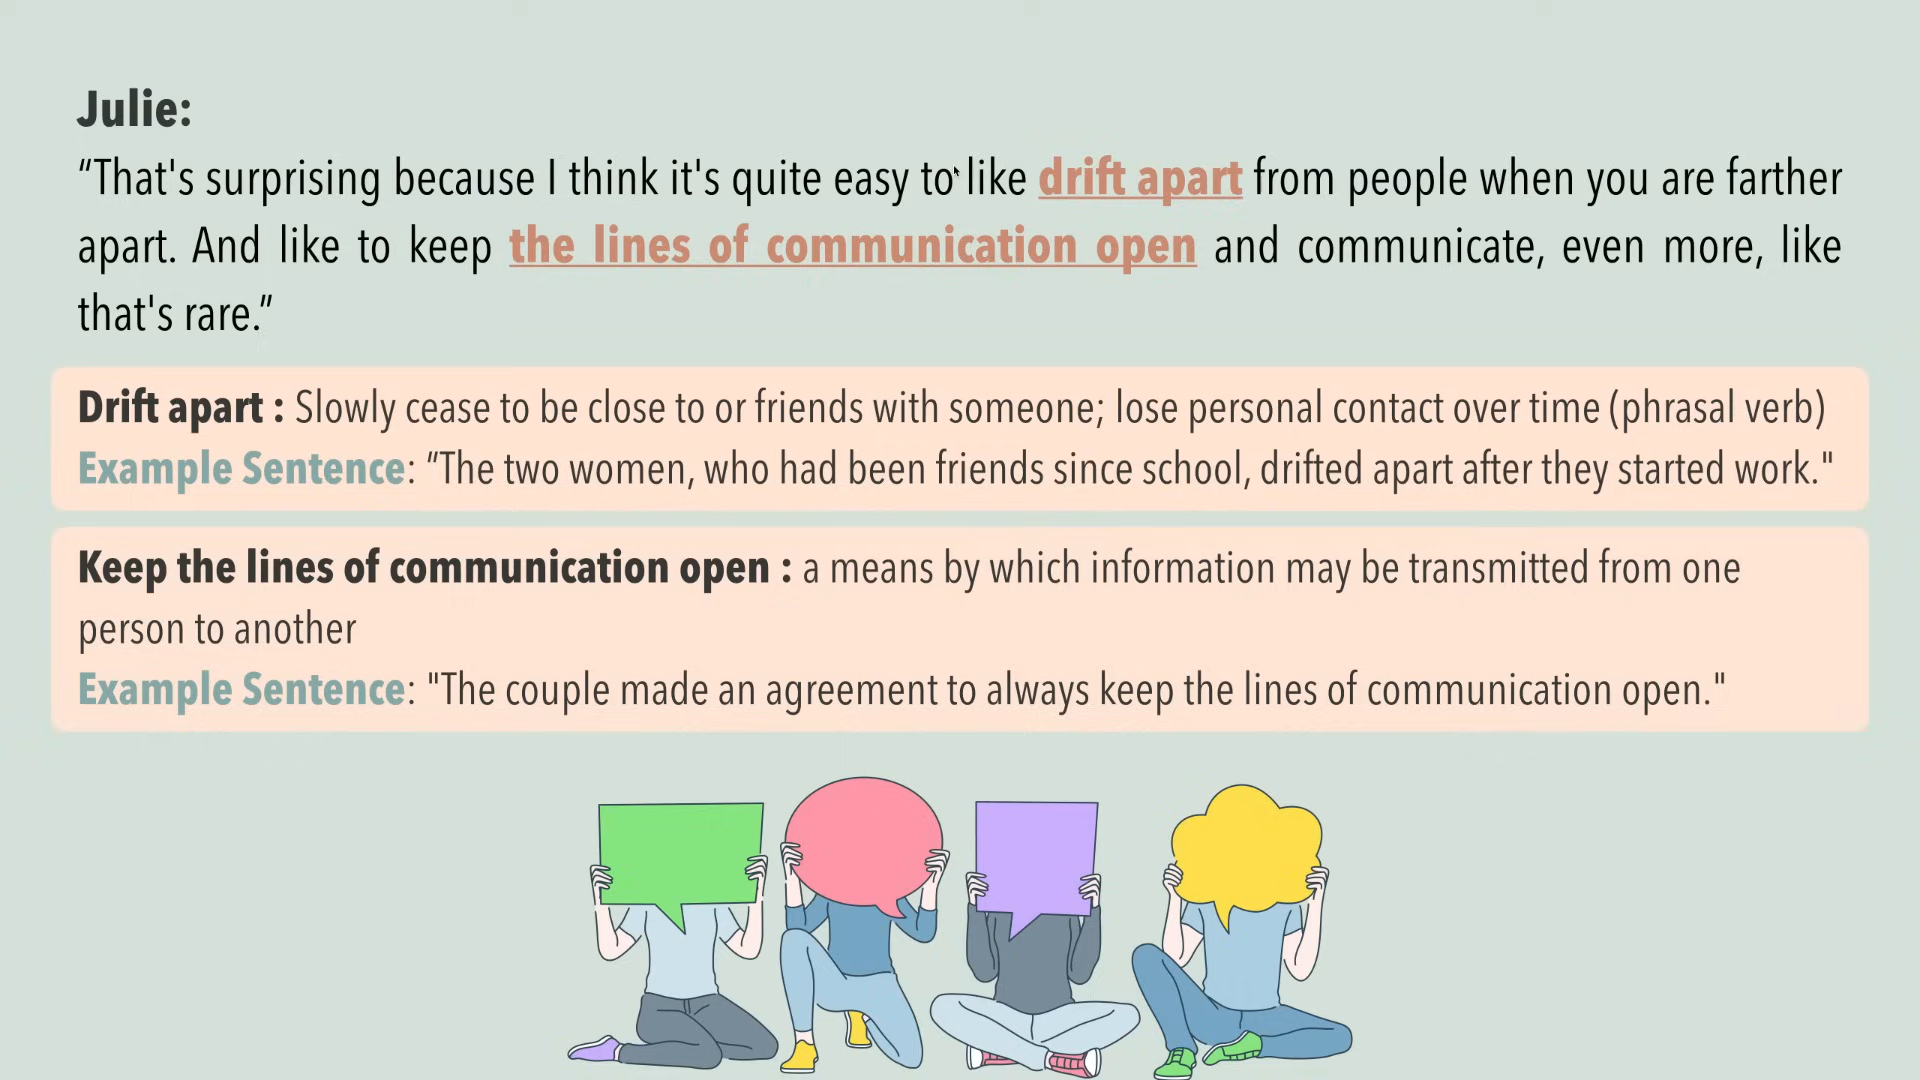 Julie:
“That's surprising because I think it's quite easy to like drift apart from people when you are farther
apart. And like to keep the lines of communication open and communicate, even more, like
that's rare.”
Drift apart : Slowly cease to be close to or friends with someone; lose personal contact over time (phrasal verb)
Example Sentence: “The two women, who had been friends since school, drifted apart after they started work."
Keep the lines of communication open : a means by which information may be transmitted from one
person to another
Example Sentence: "The couple made an agreement to always keep the lines of communication open."